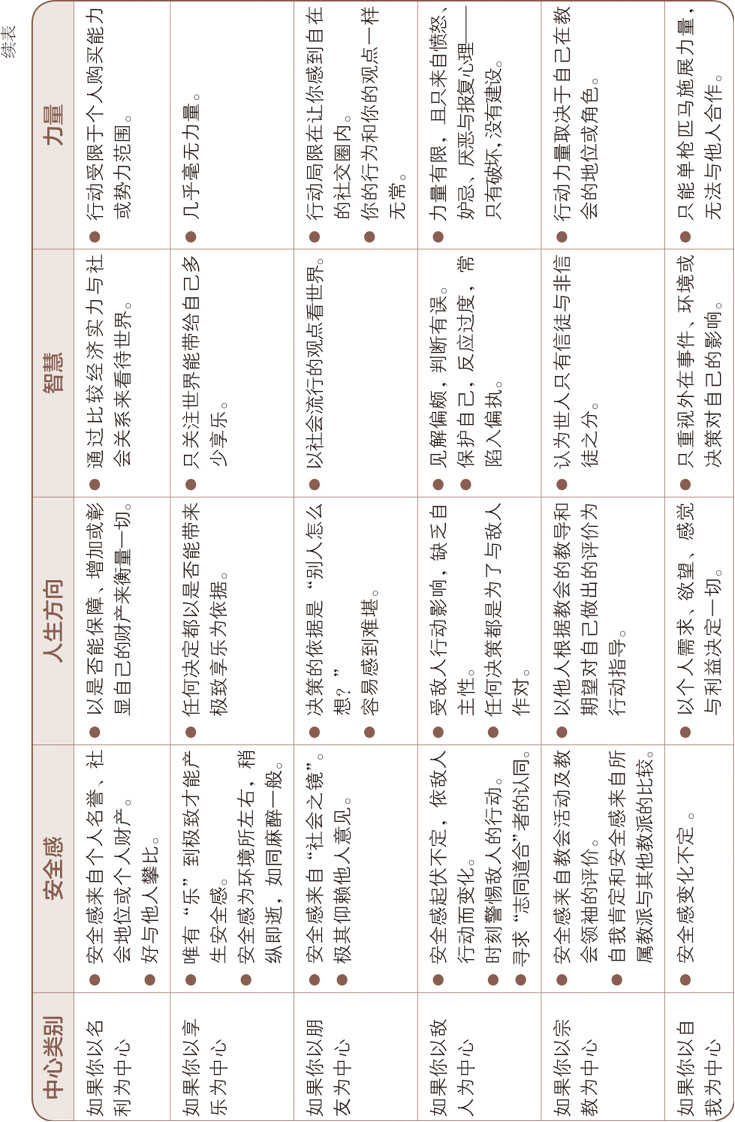 续表
中心类别
安全感
人生方向
智慧
力量
如果你以名
利为中心
● 安全感来自个人名誉、社
会地位或个人财产。
● 好与他人攀比。
● 以是否能保障、增加或彰
显自己的财产来衡量一切。
● 通过比较经济实力与社
会关系来看待世界。
● 行动受限于个人购买能力
或势力范围。
如果你以享
乐为中心
● 唯有“乐”到极致才能产
生安全感。
● 安全感为环境所左右，稍
纵即逝，如同麻醉一般。
● 任何决定都以是否能带来
极致享乐为依据。
● 只关注世界能带给自己多
少享乐。
● 几乎毫无力量。
如果你以朋
友为中心
● 安全感来自“社会之镜”。
● 极其仰赖他人意见。
● 决策的依据是“别人怎么
想？”
● 容易感到难堪。
● 以社会流行的观点看世界。
● 行动局限在让你感到自在
的社交圈内。
● 你的行为和你的观点一样
无常。
如果你以敌
人为中心
● 安全感起伏不定，依敌人
行动而变化。
● 时刻警惕敌人的行动。
● 寻求“志同道合”者的认同。
● 受敌人行动影响，缺乏自
主性。
● 任何决策都是为了与敌人
作对。
● 见解偏颇，判断有误。
● 保护自己，反应过度，常
陷入偏执。
● 力量有限，且只来自愤怒、
妒忌、厌恶与报复心理——
只有破坏，没有建设。
如果你以宗
教为中心
● 安全感来自教会活动及教
会领袖的评价。
● 自我肯定和安全感来自所
属教派与其他教派的比较。
● 以他人根据教会的教导和
期望对自己做出的评价为
行动指导。
● 认为世人只有信徒与非信
徒之分。
● 行动力量取决于自己在教
会的地位或角色。
如果你以自
我为中心
● 安全感变化不定 。
● 以个人需求、欲望、感觉
与利益决定一切。
● 只重视外在事件、环境或
决策对自己的影响。
● 只能单枪匹马施展力量，
无法与他人合作。